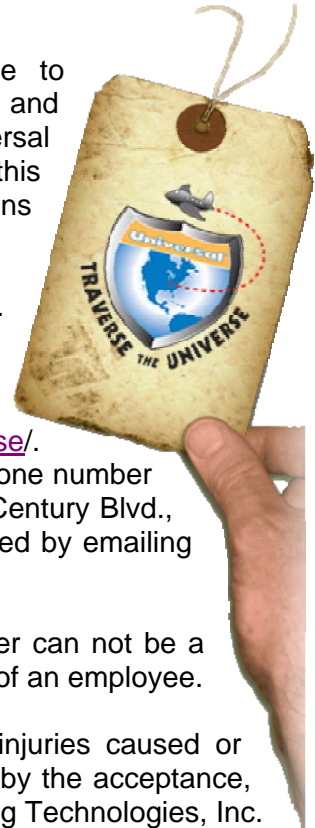 e to
and
ersal
this
ns
.
Universal
TRAVERSE THE UNIVERSE
se/.
one number
Century Blvd.,
ed by emailing
er can not be a
of an employee.
injuries caused or
by the acceptance,
g Technologies, Inc.